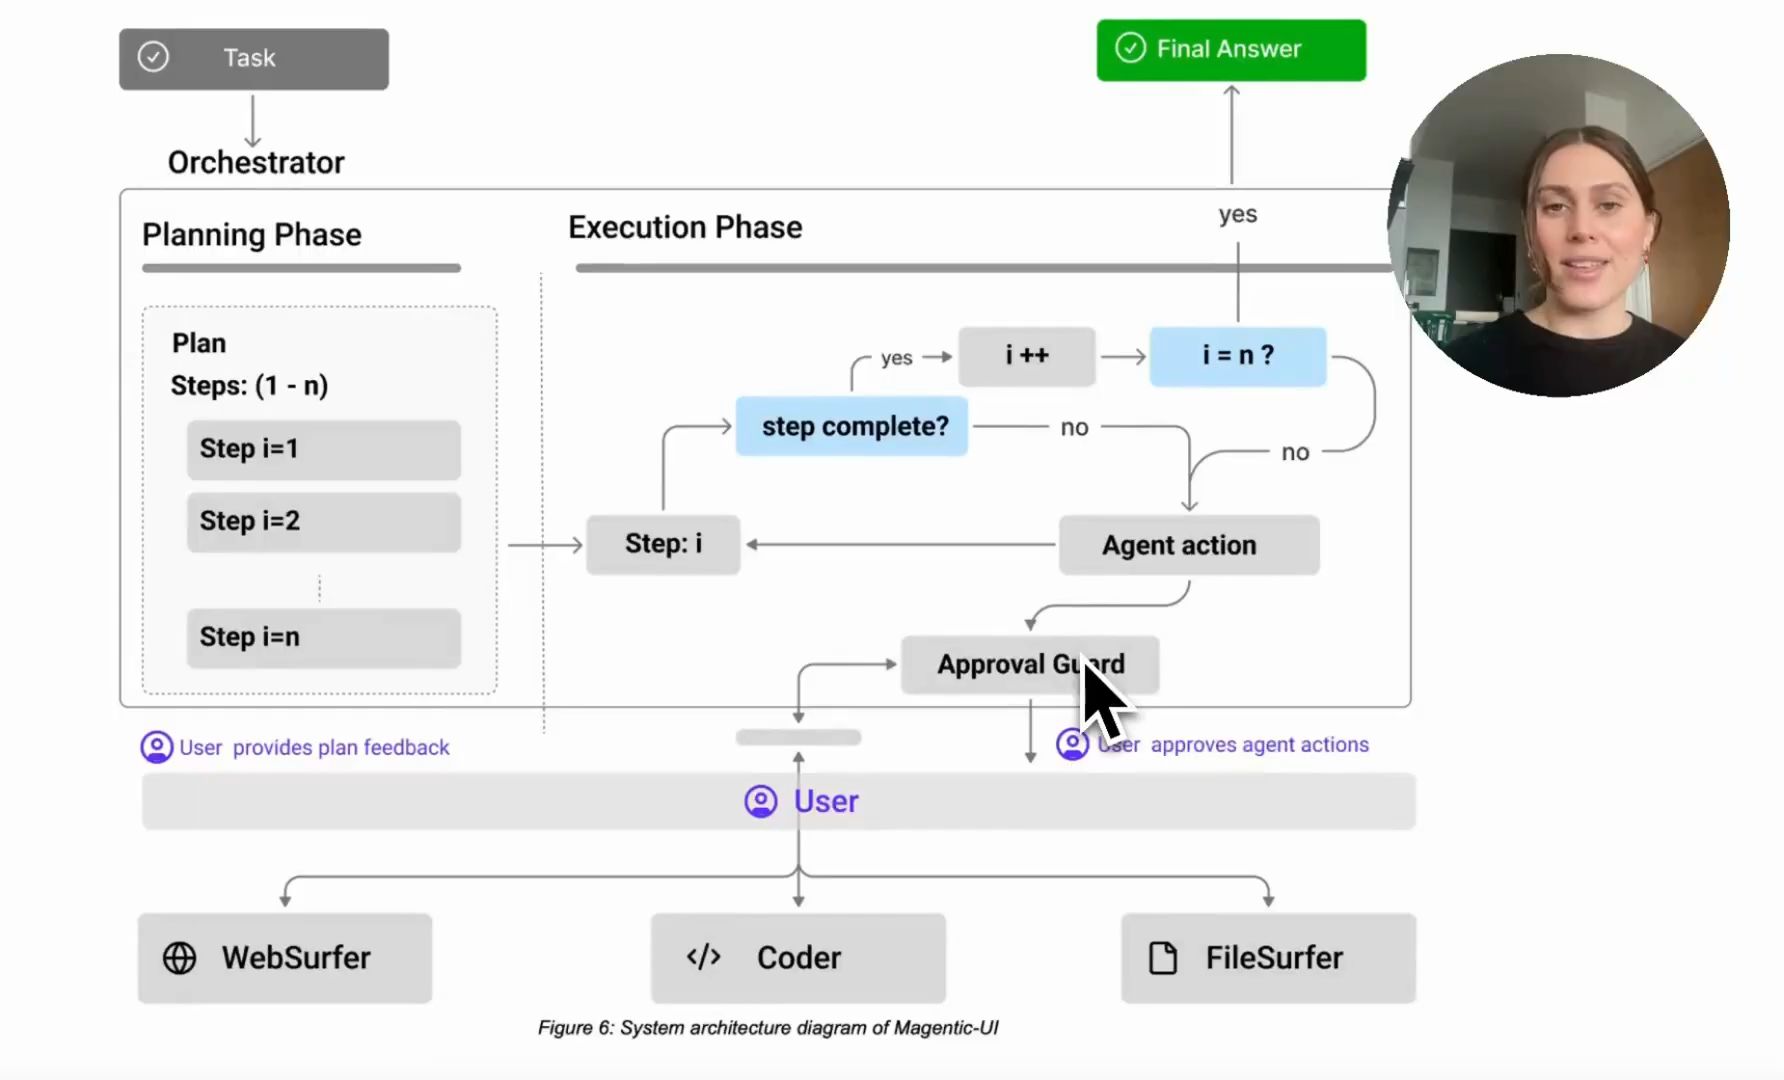 Task
Final Answer
Orchestrator
yes
Planning Phase
Execution Phase
Plan
Steps: (1 - n)
Step i=1
Step i=2
Step i=n
yes
i ++
i = n ?
step complete?
no
no
Step: i
Agent action
Approval Guard
User provides plan feedback
User approves agent actions
User
WebSurfer
</> Coder
FileSurfer
Figure 6: System architecture diagram of Magentic-UI